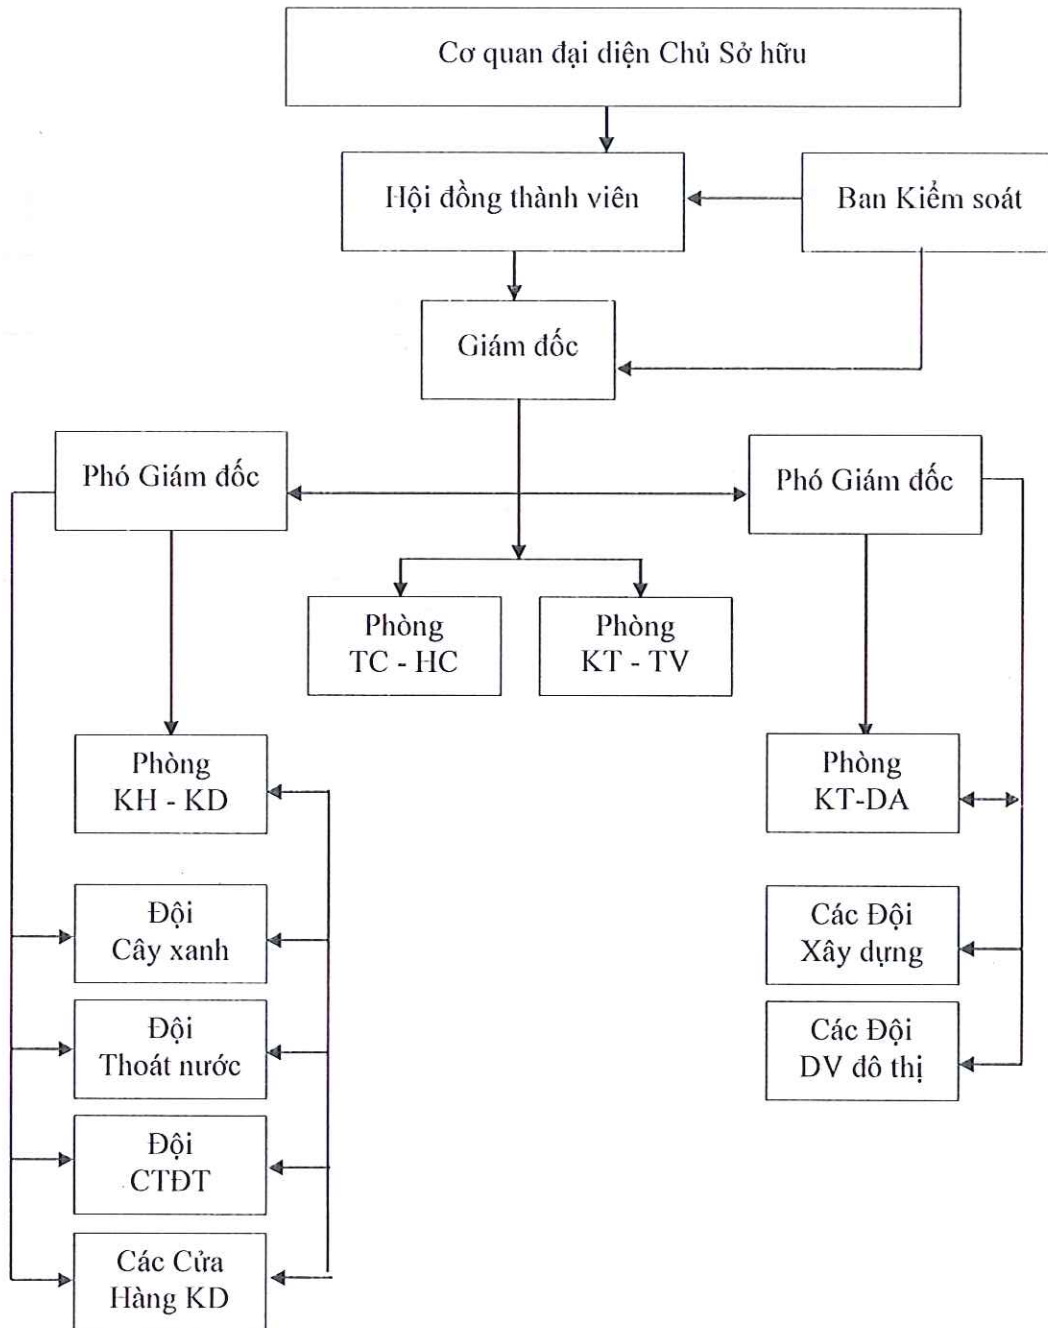 Cơ quan đại diện Chủ Sở hữu
Hội đồng thành viên
Ban Kiểm soát
Giám đốc
Phó Giám đốc
Phó Giám đốc
Phòng
TC - HC
Phòng
KT - TV
Phòng
KH - KD
Phòng
KT-DA
Đội
Cây xanh
Các Đội
Xây dựng
Đội
Thoát nước
Các Đội
DV đô thị
Đội
CTĐT
Các Cửa
Hàng KD